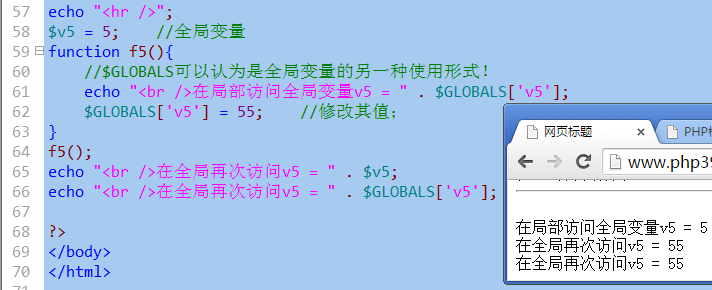 57 echo "<hr />";
58 $v5 = 5;    //全局变量
59 function f5(){
60     //$GLOBALS可以认为是全局变量的另一种使用形式！
61     echo "<br />在局部访问全局变量v5 = " . $GLOBALS['v5'];
62     $GLOBALS['v5'] = 55;    //修改其值；
63 }
64 f5();
65 echo "<br />在全局再次访问v5 = " . $v5;
66 echo "<br />在全局再次访问v5 = " . $GLOBALS['v5'];
67
68 ?>
69 </body>
70 </html>
网页标题
www.php39
在局部访问全局变量v5 = 5
在全局再次访问v5 = 55
在全局再次访问v5 = 55